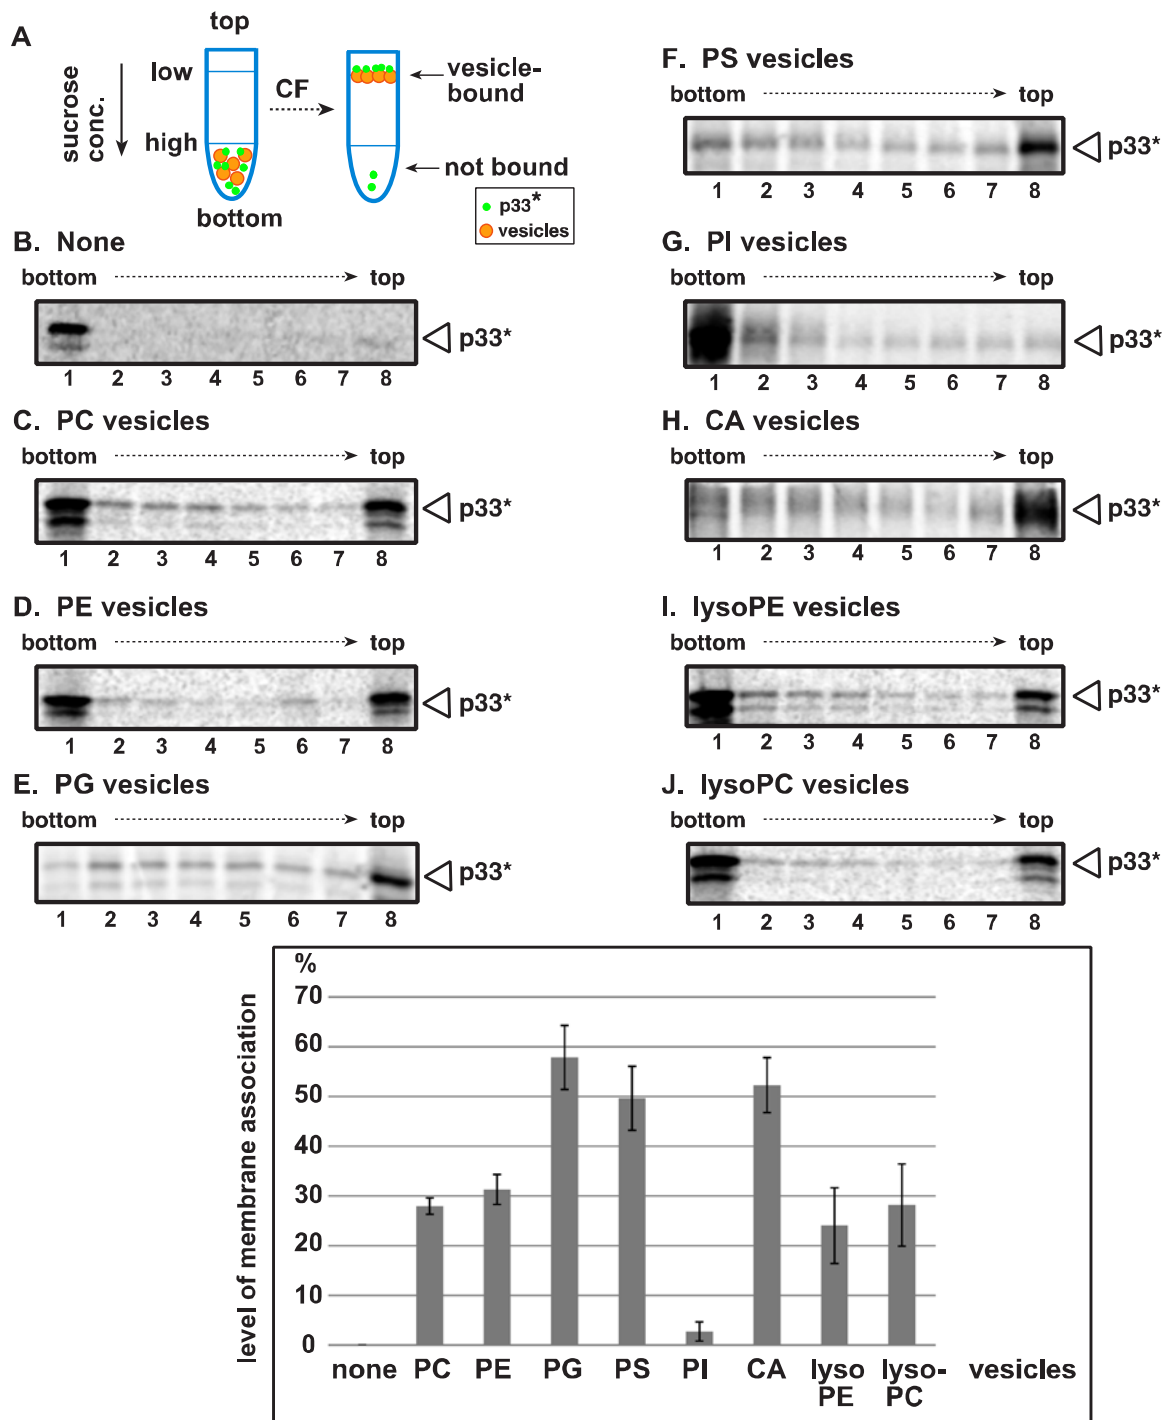 A
top
low
high
sucrose
conc.
CF
bottom
vesicle-
bound
not bound
p33*
vesicles
B. None
bottom
top
p33*
1 2 3 4 5 6 7 8
C. PC vesicles
bottom
top
p33*
1 2 3 4 5 6 7 8
D. PE vesicles
bottom
top
p33*
1 2 3 4 5 6 7 8
E. PG vesicles
bottom
top
p33*
1 2 3 4 5 6 7 8
F. PS vesicles
bottom
top
p33*
1 2 3 4 5 6 7 8
G. PI vesicles
bottom
top
p33*
1 2 3 4 5 6 7 8
H. CA vesicles
bottom
top
p33*
1 2 3 4 5 6 7 8
I. lysoPE vesicles
bottom
top
p33*
1 2 3 4 5 6 7 8
J. lysoPC vesicles
bottom
top
p33*
1 2 3 4 5 6 7 8
level of membrane association
%
70
60
50
40
30
20
10
0
none PC PE PG PS PI CA lyso lyso- vesicles
PE PC